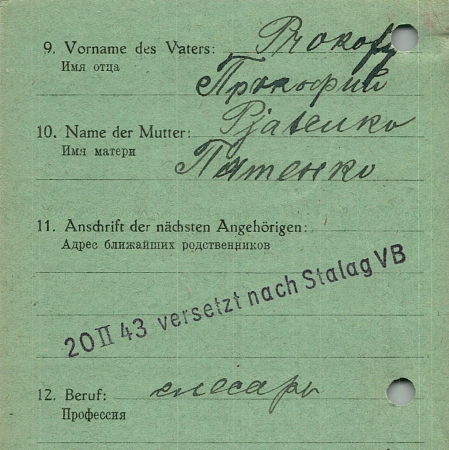 9. Vorname des Vaters: Prokofy
Имя отца
Прокофий
10. Name der Mutter: Pjatenko
Имя матери
Пятенко
11. Anschrift der nächsten Angehörigen:
Адрес ближайших родственников
20 II 43 versetzt nach Stalag VB
12. Beruf: слесарь
Профессия